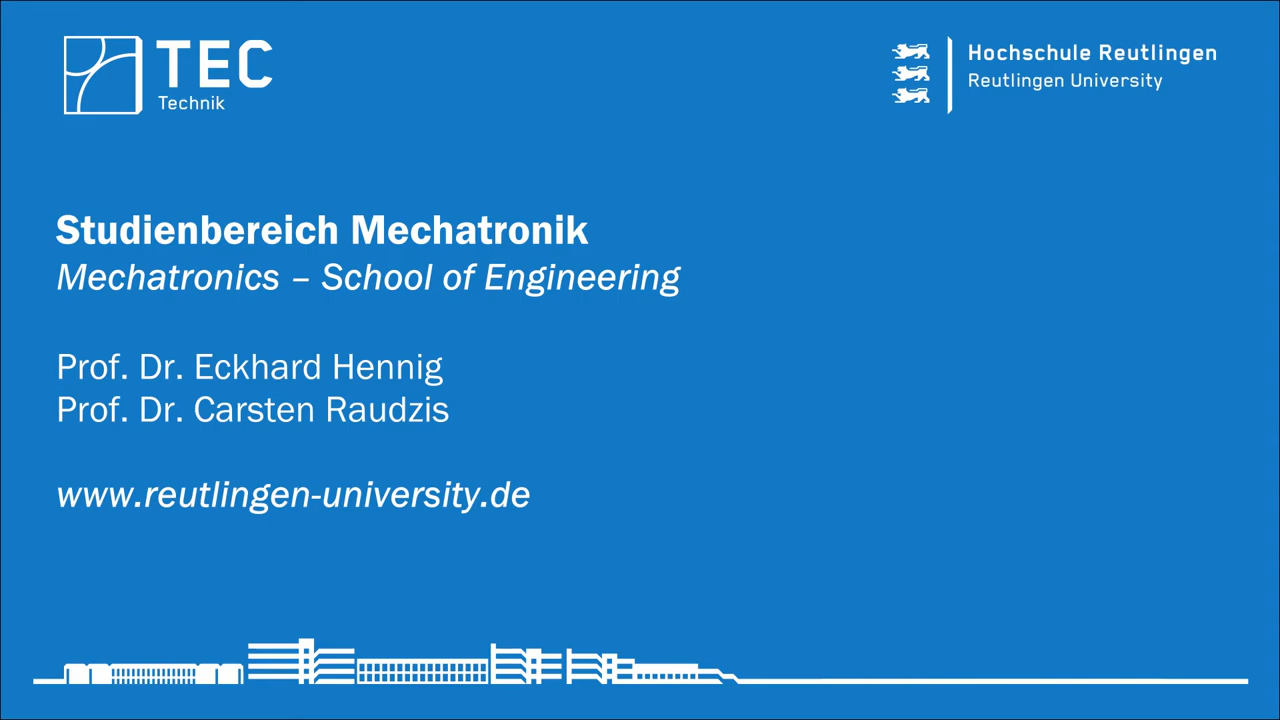 TEC
Technik
Hochschule Reutlingen
Reutlingen University
Studienbereich Mechatronik
Mechatronics – School of Engineering
Prof. Dr. Eckhard Hennig
Prof. Dr. Carsten Raudzis
www.reutlingen-university.de